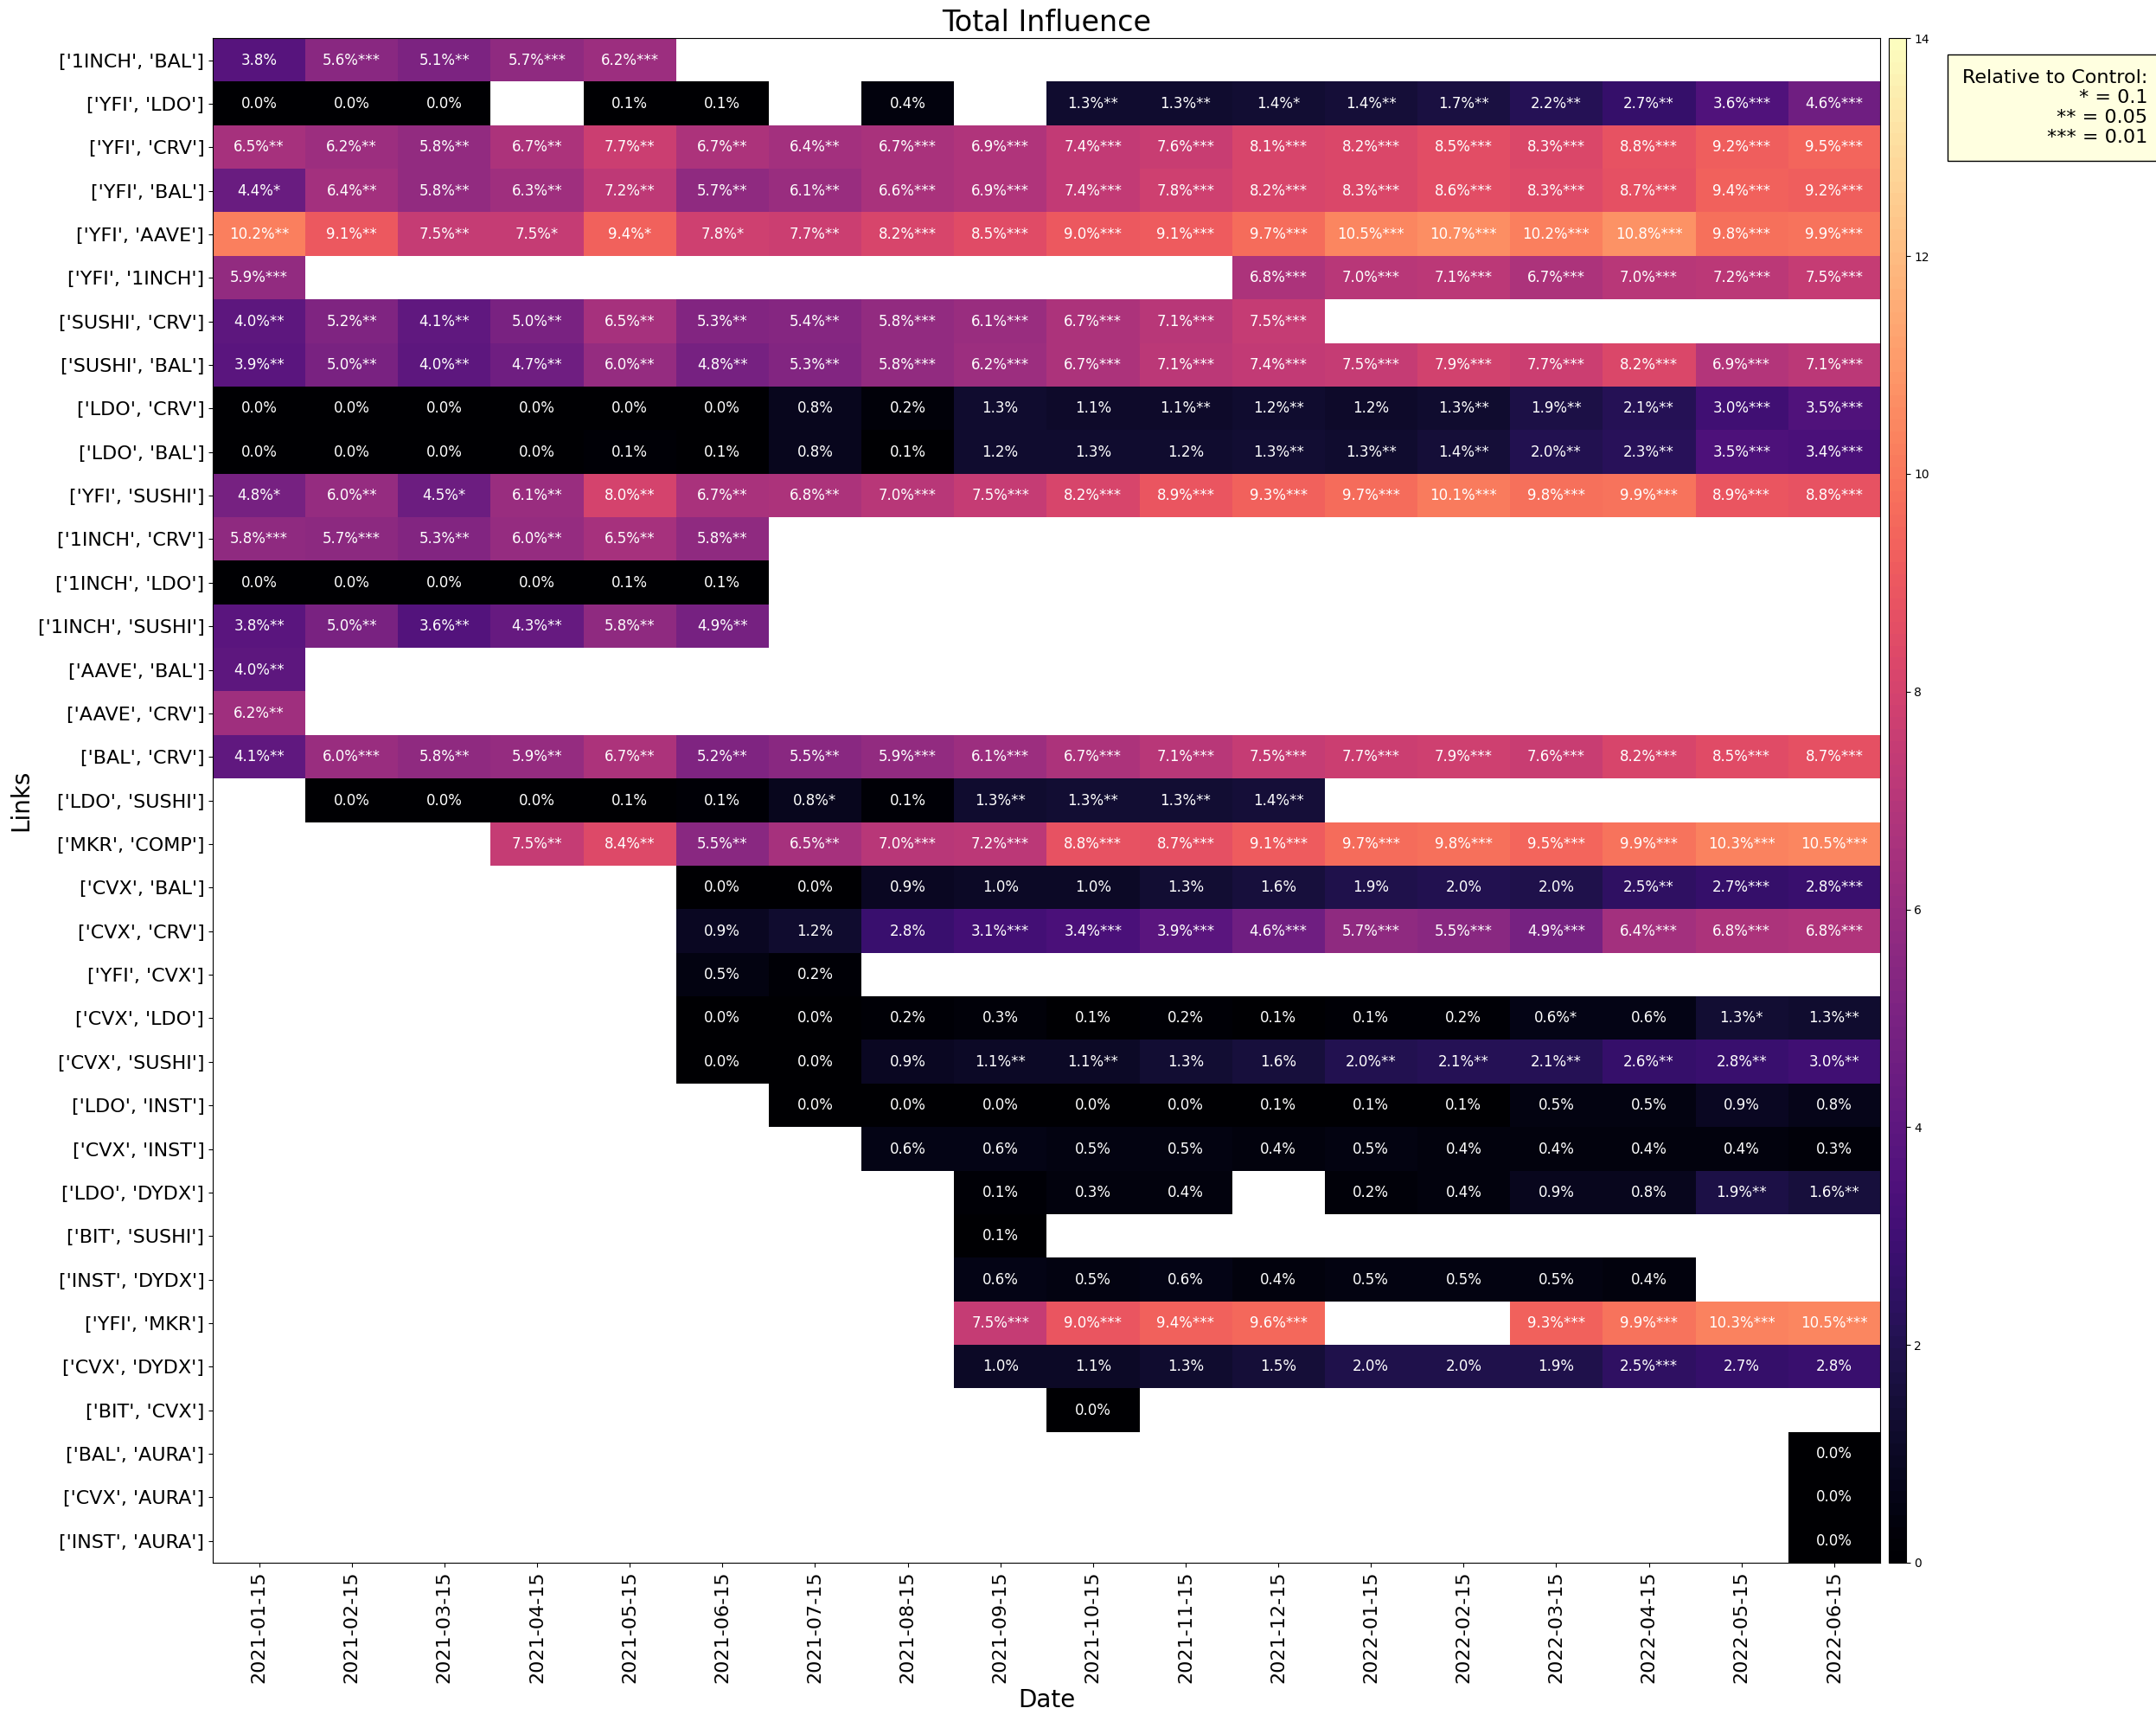 Total Influence
['1INCH', 'BAL'] 3.8% 5.6%*** 5.1%** 5.7%*** 6.2%***
['YFI', 'LDO'] 0.0% 0.0% 0.0% 0.1% 0.1% 0.4% 1.3%** 1.3%** 1.4%* 1.4%** 1.7%** 2.2%** 2.7%** 3.6%*** 4.6%***
['YFI', 'CRV'] 6.5%** 6.2%** 5.8%** 6.7%** 7.7%** 6.7%** 6.4%** 6.7%** 6.9%*** 7.4%*** 7.6%*** 8.1%*** 8.2%*** 8.5%*** 8.3%*** 8.8%*** 9.2%*** 9.5%***
['YFI', 'BAL'] 4.4%* 6.4%** 5.8%** 6.3%** 7.2%** 5.7%** 6.1%** 6.6%*** 6.9%*** 7.4%*** 7.8%*** 8.2%*** 8.3%*** 8.6%*** 8.3%*** 8.7%*** 9.4%*** 9.2%***
['YFI', 'AAVE'] 10.2%** 9.1%** 7.5%** 7.5%* 9.4%* 7.8%* 7.7%** 8.2%*** 8.5%*** 9.0%*** 9.1%*** 9.7%*** 10.5%*** 10.7%*** 10.2%*** 10.8%*** 9.8%*** 9.9%***
['YFI', '1INCH'] 5.9%*** 6.8%*** 7.0%*** 7.1%*** 6.7%*** 7.0%*** 7.2%*** 7.5%***
['SUSHI', 'CRV'] 4.0%** 5.2%** 4.1%** 5.0%** 6.5%** 5.3%** 5.4%** 5.8%*** 6.1%*** 6.7%*** 7.1%*** 7.5%***
['SUSHI', 'BAL'] 3.9%** 5.0%** 4.0%** 4.7%** 6.0%** 4.8%** 5.3%** 5.8%*** 6.2%*** 6.7%*** 7.1%*** 7.4%*** 7.5%*** 7.9%*** 7.7%*** 8.2%*** 6.9%*** 7.1%***
['LDO', 'CRV'] 0.0% 0.0% 0.0% 0.0% 0.0% 0.0% 0.8% 0.2% 1.3% 1.1% 1.1%** 1.2%** 1.2% 1.3%** 1.9%** 2.1%** 3.0%*** 3.5%***
['LDO', 'BAL'] 0.0% 0.0% 0.0% 0.0% 0.1% 0.1% 0.8% 0.1% 1.2% 1.3% 1.2% 1.3%** 1.3%** 1.4%** 2.0%** 2.3%** 3.5%*** 3.4%***
['YFI', 'SUSHI'] 4.8%* 6.0%** 4.5%* 6.1%** 8.0%** 6.7%** 6.8%** 7.0%*** 7.5%*** 8.2%*** 8.9%*** 9.3%*** 9.7%*** 10.1%*** 9.8%*** 9.9%*** 8.9%*** 8.8%***
['1INCH', 'CRV'] 5.8%*** 5.7%*** 5.3%** 6.0%** 6.5%** 5.8%**
['1INCH', 'LDO'] 0.0% 0.0% 0.0% 0.0% 0.1% 0.1%
['1INCH', 'SUSHI'] 3.8%** 5.0%** 3.6%** 4.3%** 5.8%** 4.9%**
['AAVE', 'BAL'] 4.0%**
['AAVE', 'CRV'] 6.2%**
['BAL', 'CRV'] 4.1%** 6.0%*** 5.8%** 5.9%** 6.7%** 5.2%** 5.5%** 5.9%*** 6.1%*** 6.7%*** 7.1%*** 7.5%*** 7.7%*** 7.9%*** 7.6%*** 8.2%*** 8.5%*** 8.7%***
['LDO', 'SUSHI'] 0.0% 0.0% 0.0% 0.1% 0.1% 0.8%* 0.1% 1.3%** 1.3%** 1.3%** 1.4%**
['MKR', 'COMP'] 7.5%** 8.4%** 5.5%** 6.5%** 7.0%*** 7.2%*** 8.8%*** 8.7%*** 9.1%*** 9.7%*** 9.8%*** 9.5%*** 9.9%*** 10.3%*** 10.5%***
['CVX', 'BAL'] 0.0% 0.0% 0.9% 1.0% 1.0% 1.3% 1.6% 1.9% 2.0% 2.0% 2.5%** 2.7%*** 2.8%***
['CVX', 'CRV'] 0.9% 1.2% 2.8% 3.1%*** 3.4%*** 3.9%*** 4.6%*** 5.7%*** 5.5%*** 4.9%*** 6.4%*** 6.8%*** 6.8%***
['YFI', 'CVX'] 0.5% 0.2%
['CVX', 'LDO'] 0.0% 0.0% 0.2% 0.3% 0.1% 0.2% 0.1% 0.1% 0.2% 0.6%* 0.6% 1.3%* 1.3%**
['CVX', 'SUSHI'] 0.0% 0.0% 0.9% 1.1%** 1.1%** 1.3% 1.6% 2.0%** 2.1%** 2.1%** 2.6%** 2.8%** 3.0%**
['LDO', 'INST'] 0.0% 0.0% 0.0% 0.0% 0.0% 0.1% 0.1% 0.1% 0.5% 0.5% 0.9% 0.8%
['CVX', 'INST'] 0.6% 0.6% 0.5% 0.5% 0.4% 0.5% 0.4% 0.4% 0.4% 0.4% 0.3%
['LDO', 'DYDX'] 0.1% 0.3% 0.4% 0.2% 0.4% 0.9% 0.8% 1.9%** 1.6%**
['BIT', 'SUSHI'] 0.1%
['INST', 'DYDX'] 0.6% 0.5% 0.6% 0.4% 0.5% 0.5% 0.5% 0.4%
['YFI', 'MKR'] 7.5%*** 9.0%*** 9.4%*** 9.6%*** 9.3%*** 9.9%*** 10.3%*** 10.5%***
['CVX', 'DYDX'] 1.0% 1.1% 1.3% 1.5% 2.0% 2.0% 1.9% 2.5%*** 2.7% 2.8%
['BIT', 'CVX'] 0.0%
['BAL', 'AURA'] 0.0%
['CVX', 'AURA'] 0.0%
['INST', 'AURA'] 0.0%
Links
2021-01-15 2021-02-15 2021-03-15 2021-04-15 2021-05-15 2021-06-15 2021-07-15 2021-08-15 2021-09-15 2021-10-15 2021-11-15 2021-12-15 2022-01-15 2022-02-15 2022-03-15 2022-04-15 2022-05-15 2022-06-15
Date
14
12
10
8
6
4
2
0
Relative to Control:
* = 0.1
** = 0.05
*** = 0.01